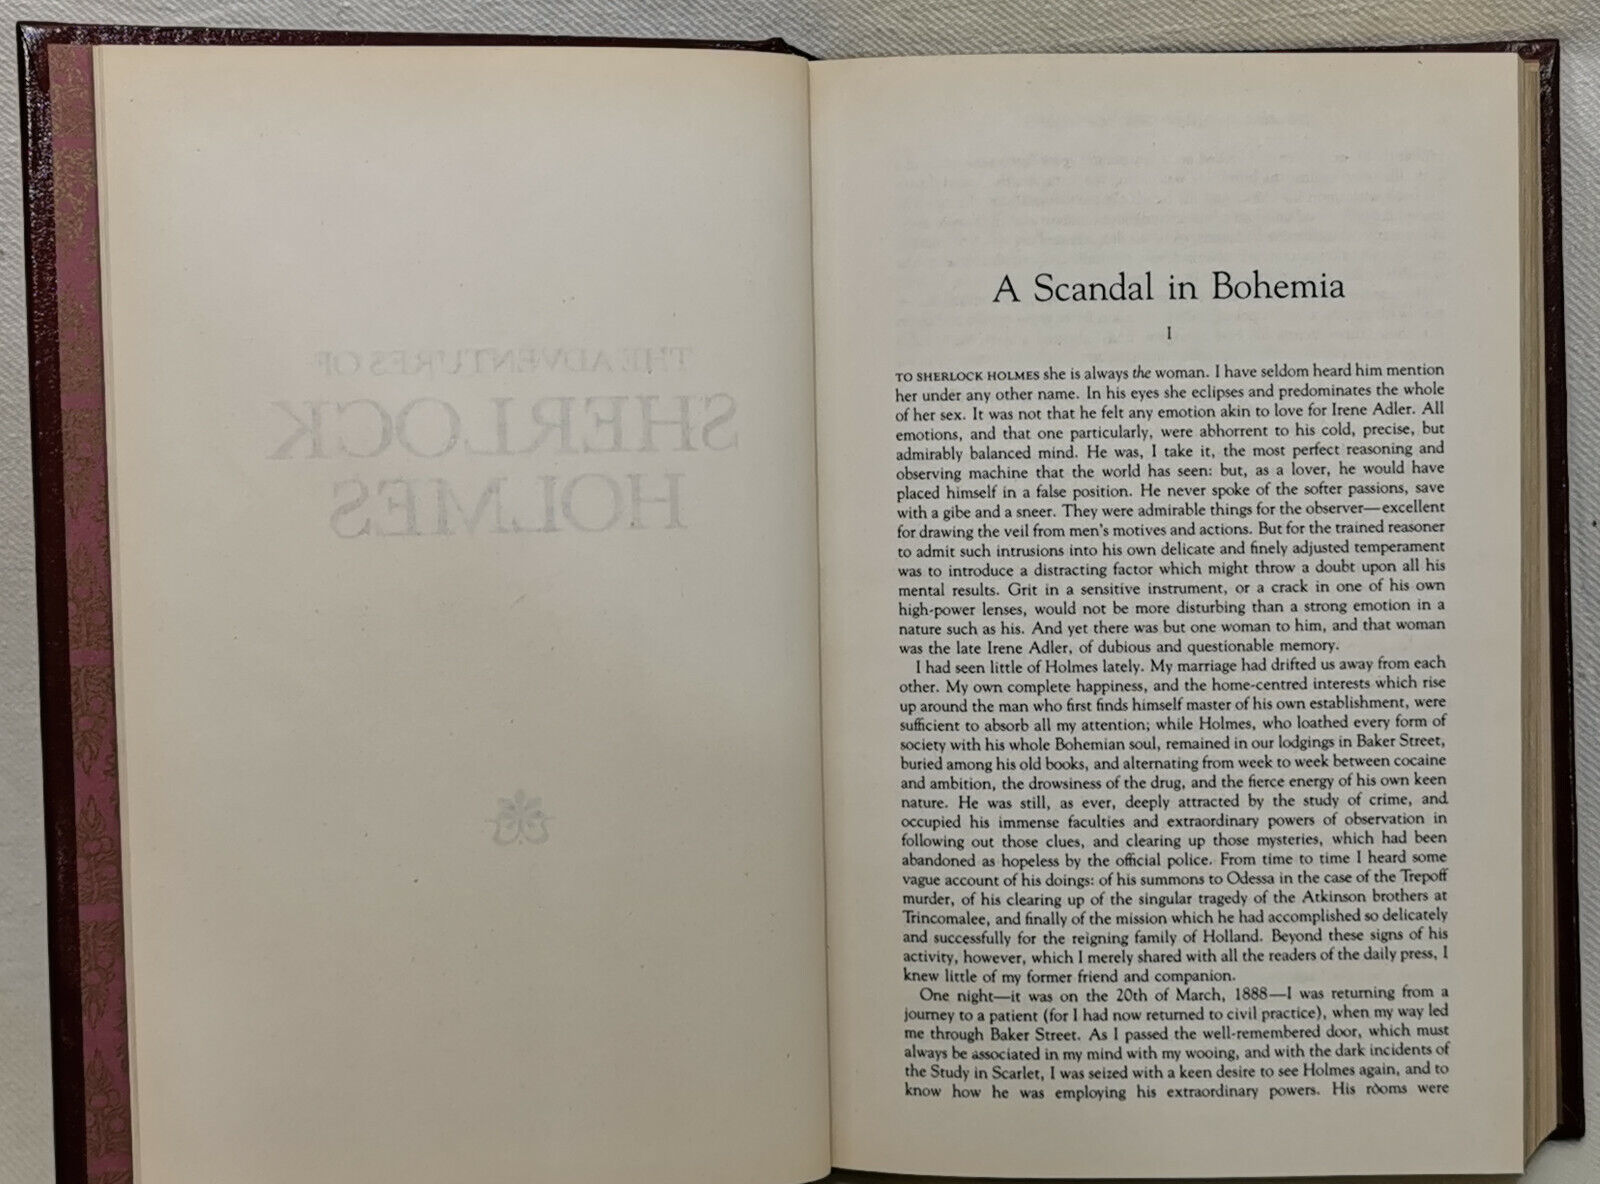 THE ADVENTURES OF
SHERLOCK
HOLMES
A Scandal in Bohemia
I
TO SHERLOCK HOLMES she is always the woman. I have seldom heard him mention
her under any other name. In his eyes she eclipses and predominates the whole
of her sex. It was not that he felt any emotion akin to love for Irene Adler. All
emotions, and that one particularly, were abhorrent to his cold, precise, but
admirably balanced mind. He was, I take it, the most perfect reasoning and
observing machine that the world has seen: but, as a lover, he would have
placed himself in a false position. He never spoke of the softer passions, save
with a gibe and a sneer. They were admirable things for the observer—excellent
for drawing the veil from men's motives and actions. But for the trained reasoner
to admit such intrusions into his own delicate and finely adjusted temperament
was to introduce a distracting factor which might throw a doubt upon all his
mental results. Grit in a sensitive instrument, or a crack in one of his own
high-power lenses, would not be more disturbing than a strong emotion in a
nature such as his. And yet there was but one woman to him, and that woman
was the late Irene Adler, of dubious and questionable memory.
I had seen little of Holmes lately. My marriage had drifted us away from each
other. My own complete happiness, and the home-centred interests which rise
up around the man who first finds himself master of his own establishment, were
sufficient to absorb all my attention; while Holmes, who loathed every form of
society with his whole Bohemian soul, remained in our lodgings in Baker Street,
buried among his old books, and alternating from week to week between cocaine
and ambition, the drowsiness of the drug, and the fierce energy of his own keen
nature. He was still, as ever, deeply attracted by the study of crime, and
occupied his immense faculties and extraordinary powers of observation in
following out those clues, and clearing up those mysteries, which had been
abandoned as hopeless by the official police. From time to time I heard some
vague account of his doings: of his summons to Odessa in the case of the Trepoff
murder, of his clearing up of the singular tragedy of the Atkinson brothers at
Trincomalee, and finally of the mission which he had accomplished so delicately
and successfully for the reigning family of Holland. Beyond these signs of his
activity, however, which I merely shared with all the readers of the daily press, I
knew little of my former friend and companion.
One night—it was on the 20th of March, 1888—I was returning from a
journey to a patient (for I had now returned to civil practice), when my way led
me through Baker Street. As I passed the well-remembered door, which must
always be associated in my mind with my wooing, and with the dark incidents of
the Study in Scarlet, I was seized with a keen desire to see Holmes again, and to
know how he was employing his extraordinary powers. His rooms were